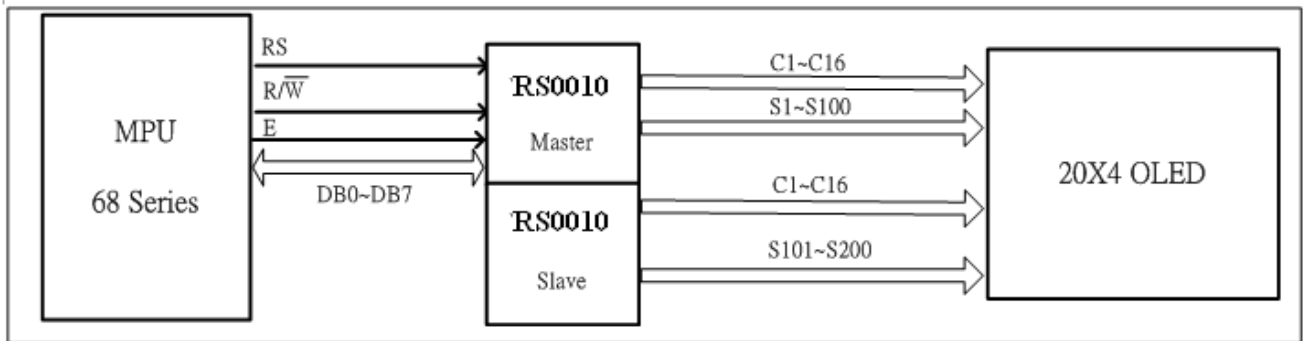 MPU
68 Series
RS
R/W̅
E
DB0~DB7
RS0010
Master
RS0010
Slave
C1~C16
S1~S100
C1~C16
S101~S200
20X4 OLED